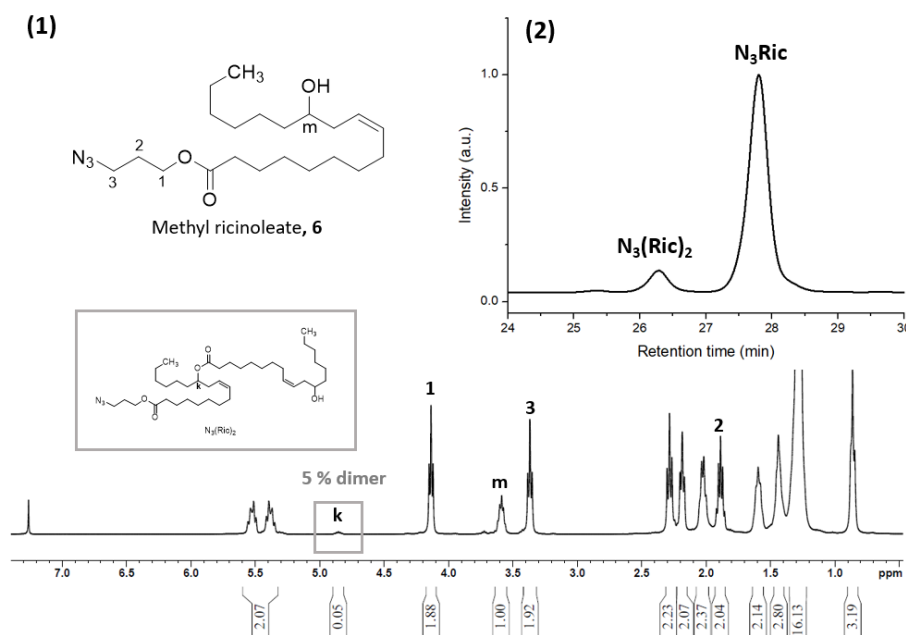 (1)
CH₃
OH
m
N₃
2
3
1
O
O
Methyl ricinoleate, 6
(2)
N₃Ric
N₃(Ric)₂
Intensity (a.u.)
1.0
0.5
0.0
24 25 26 27 28 29 30
Retention time (min)
CH₃
O
CH₃
O
k
OH
N₃
O
O
N₃(Ric)₂
5 % dimer
k
1
m
3
2
7.0 6.5 6.0 5.5 5.0 4.5 4.0 3.5 3.0 2.5 2.0 1.5 1.0 ppm
2.07 0.05 1.88 1.00 1.92 2.23 2.07 2.37 2.04 2.14 2.80 16.13 3.19